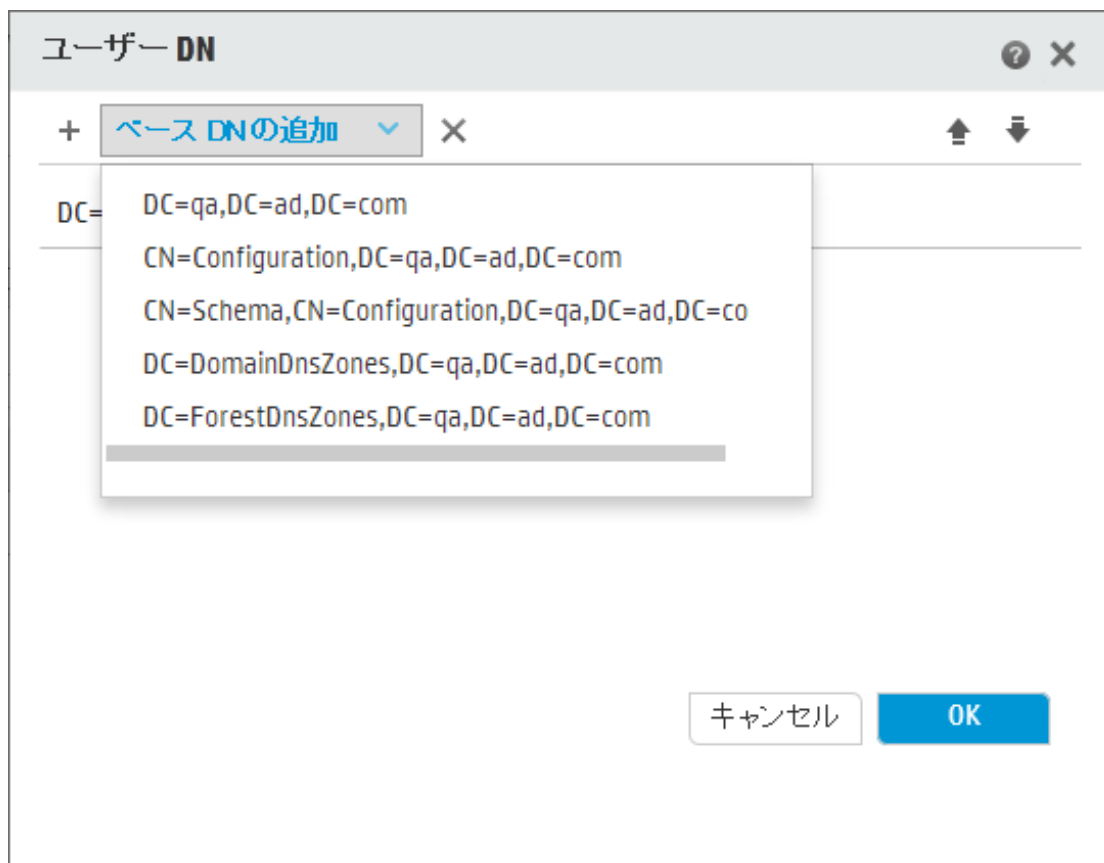 ユーザー DN
ベース DNの追加
DC=
DC=qa,DC=ad,DC=com
CN=Configuration,DC=qa,DC=ad,DC=com
CN=Schema,CN=Configuration,DC=qa,DC=ad,DC=co
DC=DomainDnsZones,DC=qa,DC=ad,DC=com
DC=ForestDnsZones,DC=qa,DC=ad,DC=com
キャンセル OK